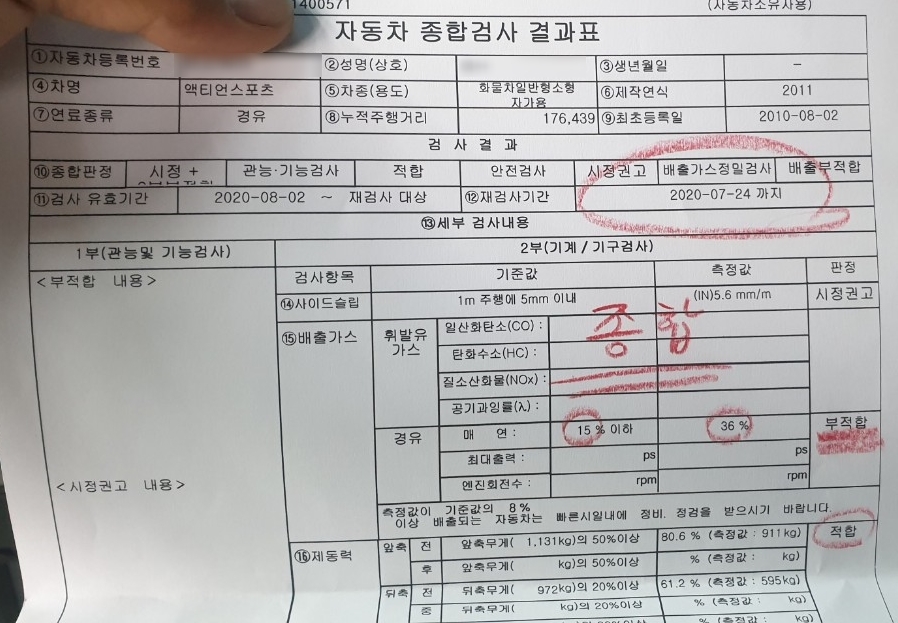 1400571
(자동차소유사용)
자동차 종합검사 결과표
①자동차등록번호 ②성명(상호) ③생년월일 -
④차명 액티언스포츠 ⑤차종(용도) 화물차일반형소형 자가용 ⑥제작연식 2011
⑦연료종류 경유 ⑧누적주행거리 176,439 ⑨최초등록일 2010-08-02
검 사 결 과
⑩종합판정 시정 + 관능·기능검사 적합 안전검사 시정권고 배출가스정밀검사 배출부적합
⑪검사 유효기간 2020-08-02 ~ 재검사 대상 ⑫재검사기간 2020-07-24 까지
⑬세부 검사내용
1부(관능및 기능검사) 2부(기계/기구검사)
<부적합 내용>
검사항목 기준값 측정값 판정
⑭사이드슬립 1m 주행에 5mm 이내 (IN)5.6 mm/m 시정권고
종합
⑮배출가스 휘발유 가스 일산화탄소(CO) :
탄화수소(HC) :
질소산화물(NOx) :
공기과잉률(λ) :
경유 매 연 : 15 % 이하 36 % 부적합
최대출력 : ps ps
엔진회전수 : rpm rpm
<시정권고 내용>
측정값이 기준값의 8 %
이상 배출되는 자동차는 빠른시일내에 정비. 점검을 받으시기 바랍니다.
⑯제동력 앞축 전 앞축무게( 1,131kg)의 50%이상 80.6 % (측정값 : 911kg) 적합
후 앞축무게( kg)의 50%이상 % (측정값 : kg)
뒤축 전 뒤축무게( 972kg)의 20%이상 61.2 % (측정값 : 595kg)
중 뒤축무게( kg)의 20%이상 % (측정값 : kg)